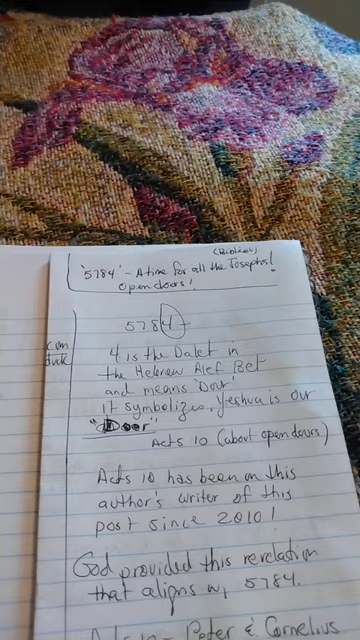 (Biblical)
'5784' - A time for all the Josephs!
Open doors!
5784
4 is the Dalet in
the Hebrew Alef Bet
and means 'Door'
it symbolizes, Yeshua is our
"Door"
Acts 10 (about open doors)
Acts 10 has been on this
author's writer of this
post since 2010!
God provided this revelation
that aligns w/ 5784.
Peter & Cornelius